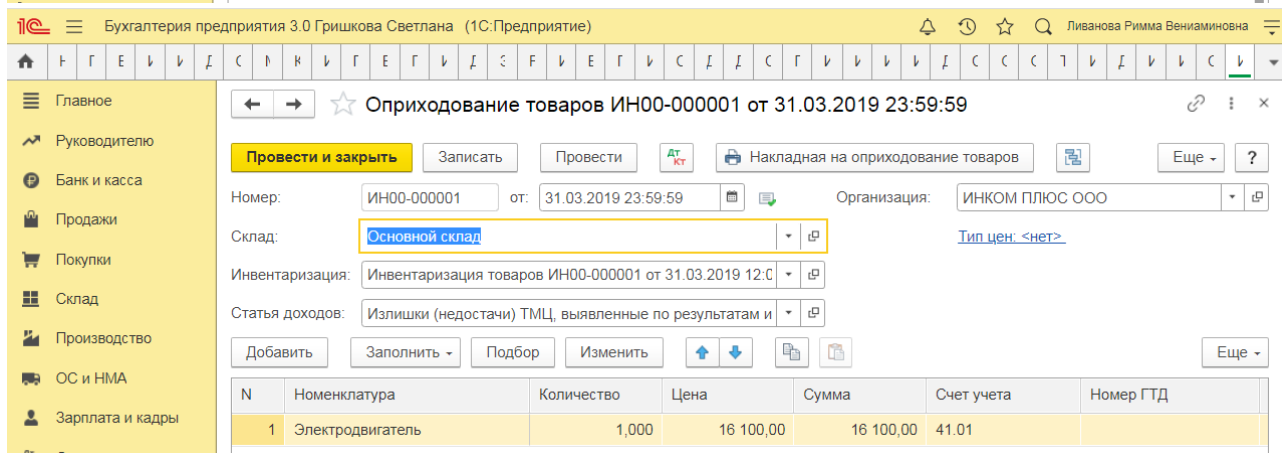 1С Бухгалтерия предприятия 3.0 Гришкова Светлана (1С:Предприятие) Ливанова Римма Вениаминовна
Главное
Руководителю
Банк и касса
Продажи
Покупки
Склад
Производство
ОС и НМА
Зарплата и кадры
Оприходование товаров ИН00-000001 от 31.03.2019 23:59:59
Провести и закрыть Записать Провести Дт Кт Накладная на оприходование товаров Еще ?
Номер: ИН00-000001 от: 31.03.2019 23:59:59 Организация: ИНКОМ ПЛЮС ООО
Склад: Основной склад Тип цен: <нет>
Инвентаризация: Инвентаризация товаров ИН00-000001 от 31.03.2019 12:0
Статья доходов: Излишки (недостачи) ТМЦ, выявленные по результатам и
Добавить Заполнить Подбор Изменить Еще
N Номенклатура Количество Цена Сумма Счет учета Номер ГТД
1 Электродвигатель 1,000 16 100,00 16 100,00 41.01